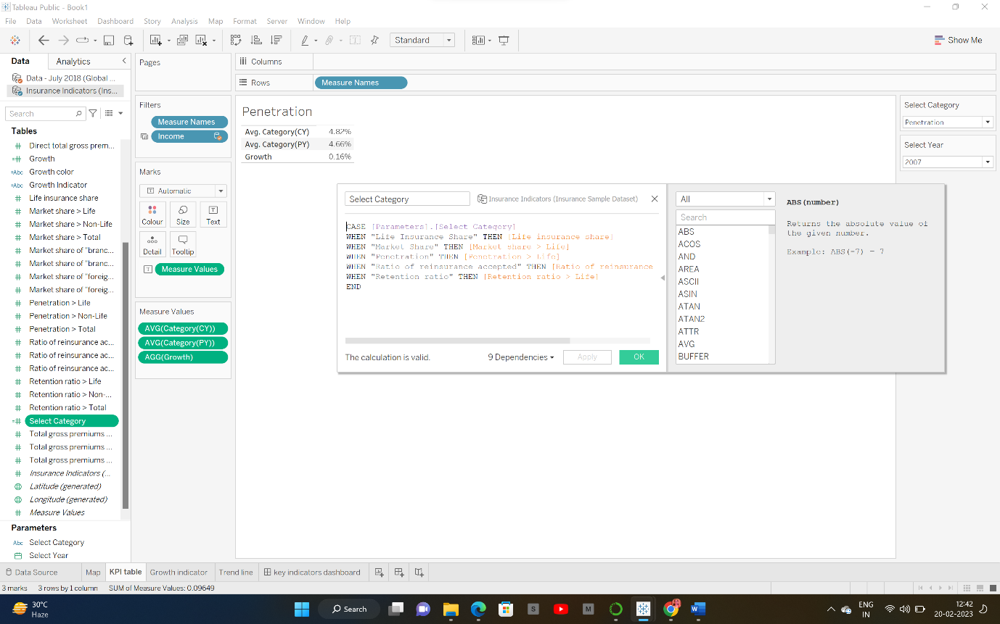 Tableau Public - Book1
File Data Worksheet Dashboard Story Analysis Map Format Server Window Help
Standard
Show Me
Data Analytics
Data - July 2018 (Global ...
Insurance Indicators (Ins...
Search
Tables
Direct total gross prem...
Growth
Abc Growth color
Abc Growth Indicator
Life insurance share
Market share > Life
Market share > Non-Life
Market share > Total
Market share of "branc...
Market share of "branc...
Market share of "foreig...
Market share of "foreig...
Penetration > Life
Penetration > Non-Life
Penetration > Total
Ratio of reinsurance ac...
Ratio of reinsurance ac...
Ratio of reinsurance ac...
Retention ratio > Life
Retention ratio > Non-...
Retention ratio > Total
Select Category
Total gross premiums ...
Total gross premiums ...
Total gross premiums ...
Insurance Indicators (...
Latitude (generated)
Longitude (generated)
Measure Values
Parameters
Abc Select Category
Select Year
Pages
Filters
Measure Names
Income
Marks
Automatic
Colour Size Text
Detail Tooltip
Measure Values
Measure Values
AVG(Category(CY))
AVG(Category(PY))
AGG(Growth)
Columns
Rows Measure Names
Penetration
Avg. Category(CY) 4.82%
Avg. Category(PY) 4.66%
Growth 0.16%
Select Category
Penetration
Select Year
2007
Select Category Insurance Indicators (Insurance Sample Dataset)
CASE [Parameters].[Select Category]
WHEN "Life Insurance Share" THEN [Life insurance share]
WHEN "Market Share" THEN [Market share > Life]
WHEN "Penetration" THEN [Penetration > Life]
WHEN "Ratio of reinsurance accepted" THEN [Ratio of reinsurance
WHEN "Retention ratio" THEN [Retention ratio > Life]
END
The calculation is valid. 9 Dependencies Apply OK
All
Search
ABS
ACOS
AND
AREA
ASCII
ASIN
ATAN
ATAN2
ATTR
AVG
BUFFER
ABS(number)
Returns the absolute value of
the given number.
Example: ABS(-7) = 7
Data Source Map KPI table Growth indicator Trend line key indicators dashboard
3 marks 3 rows by 1 column SUM of Measure Values: 0.09649
30°C
Haze
Search
S
M
W
ENG
IN
12:42
20-02-2023